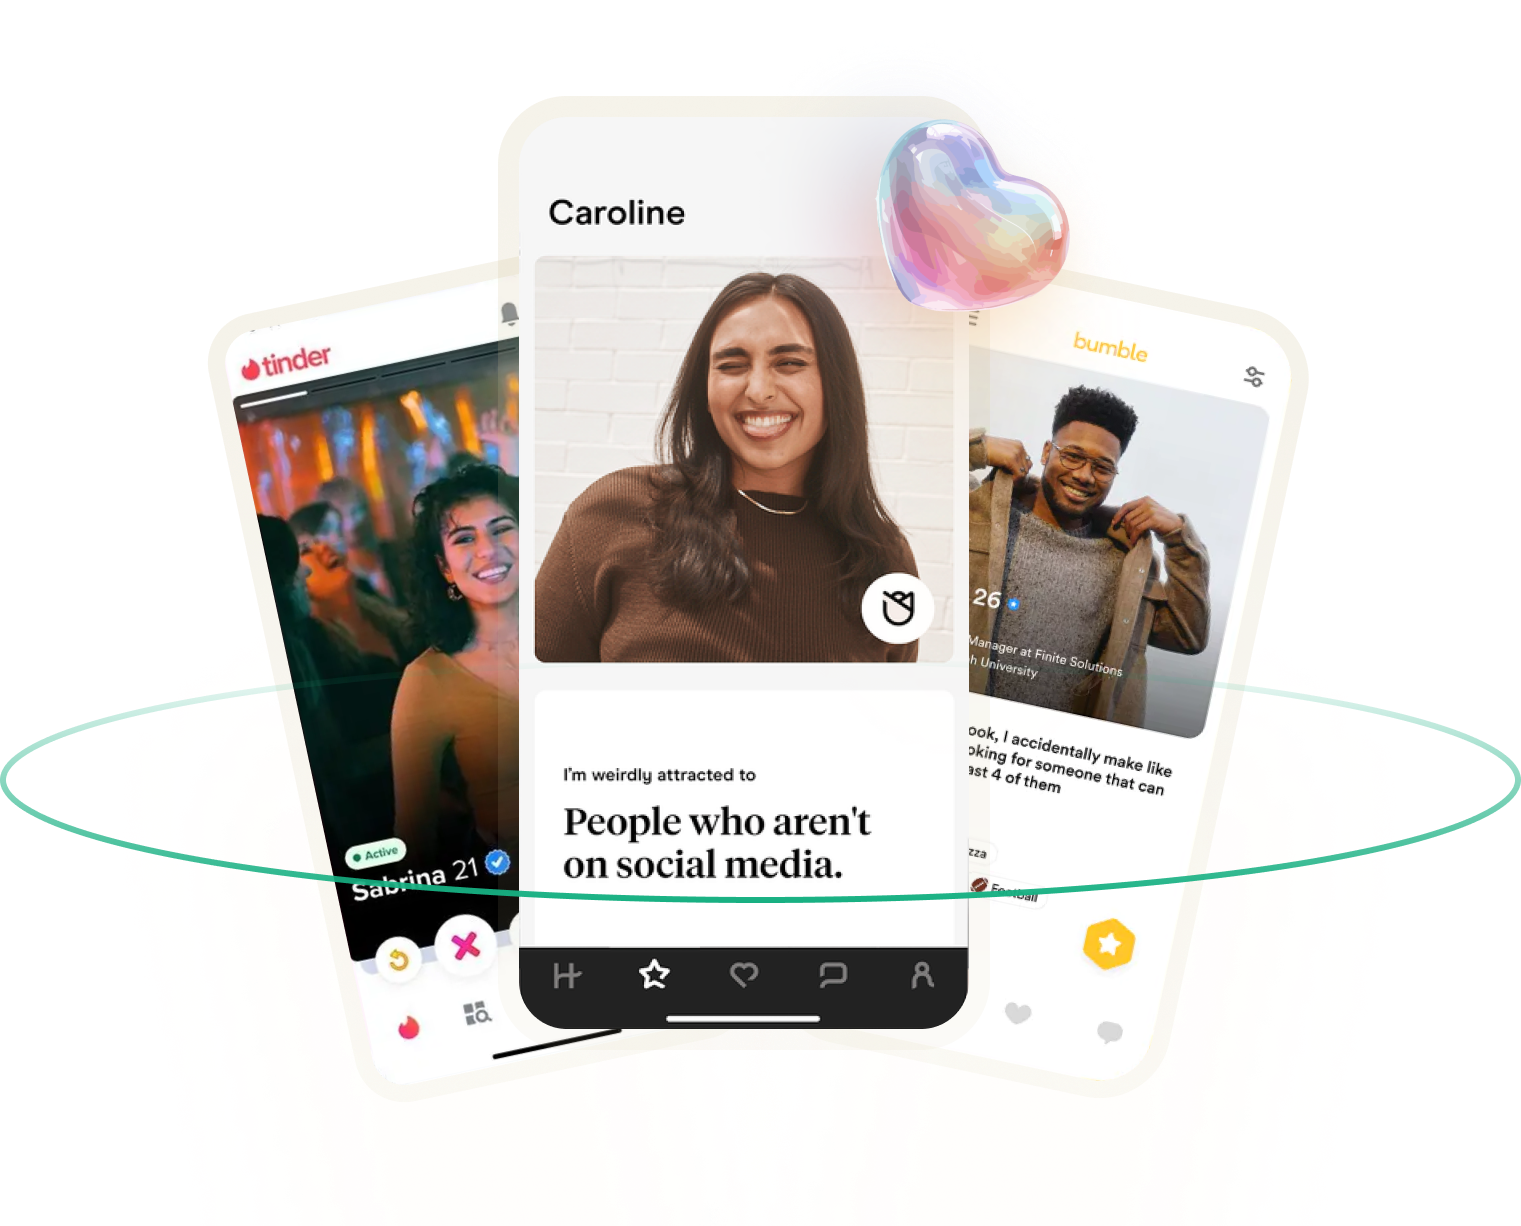 Caroline
tinder
Active
Sabrina 21
I'm weirdly attracted to
People who aren't
on social media.
bumble
26
Manager at Finite Solutions
University
ook, I accidentally make like
oking for someone that can
ast 4 of them
zza
Football